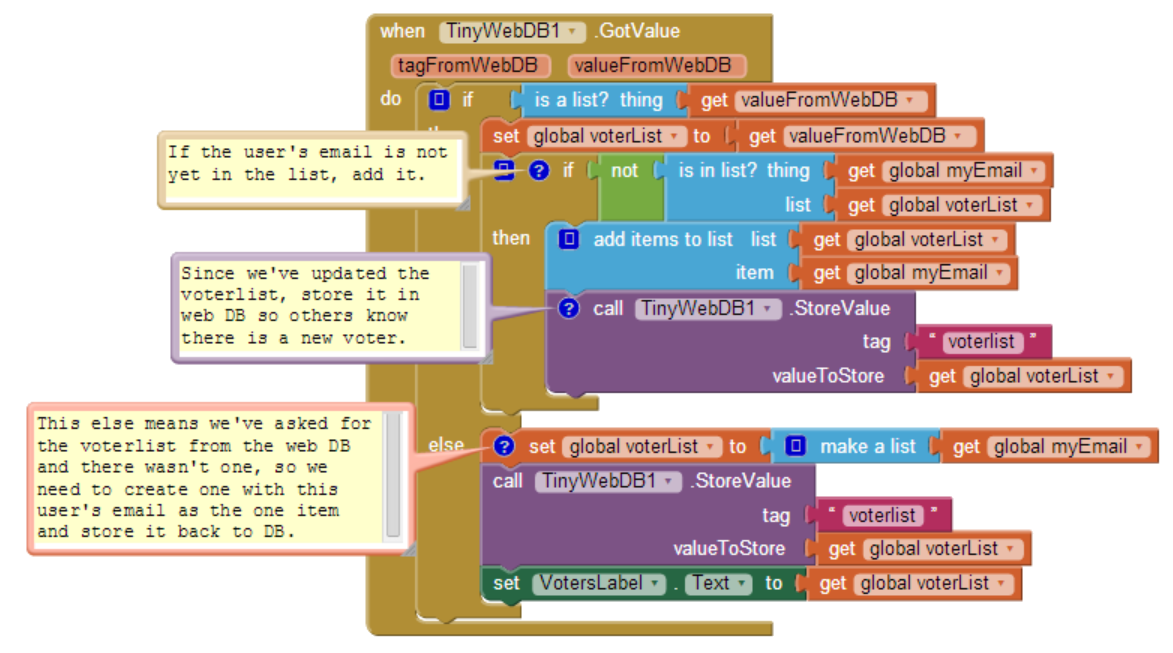 when TinyWebDB1 .GotValue
tagFromWebDB valueFromWebDB
do if is a list? thing get valueFromWebDB
then set global voterList to get valueFromWebDB
If the user's email is not
yet in the list, add it.
? if not is in list? thing get global myEmail
list get global voterList
then add items to list list get global voterList
item get global myEmail
Since we've updated the
voterlist, store it in
web DB so others know
there is a new voter.
? call TinyWebDB1 .StoreValue
tag " voterlist "
valueToStore get global voterList
This else means we've asked for
the voterlist from the web DB
and there wasn't one, so we
need to create one with this
user's email as the one item
and store it back to DB.
else ? set global voterList to make a list get global myEmail
call TinyWebDB1 .StoreValue
tag " voterlist "
valueToStore get global voterList
set VotersLabel . Text to get global voterList